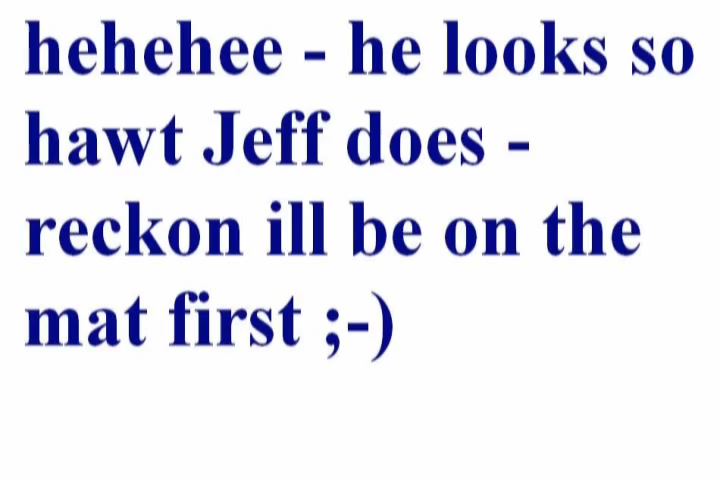 hehehee - he looks so
hawt Jeff does -
reckon ill be on the
mat first ;-)